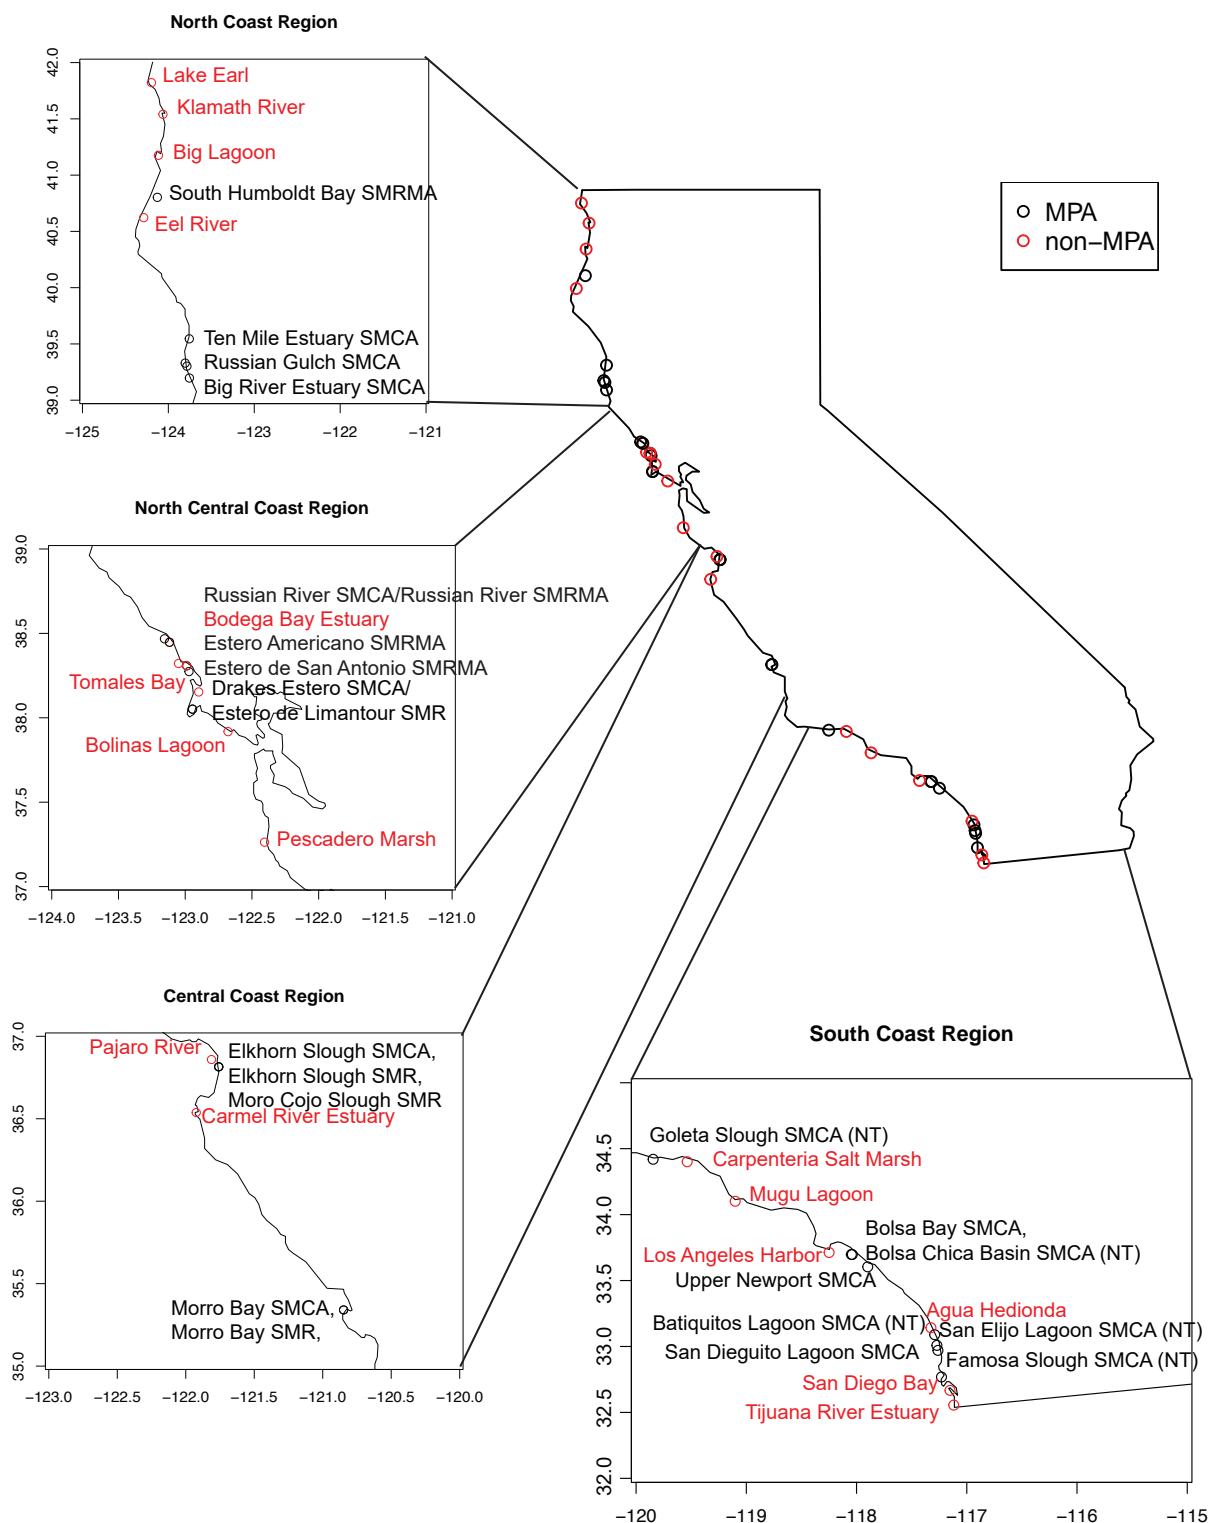 North Coast Region
42.0
41.5
41.0
40.5
40.0
39.5
39.0
Lake Earl
Klamath River
Big Lagoon
South Humboldt Bay SMRMA
Eel River
Ten Mile Estuary SMCA
Russian Gulch SMCA
Big River Estuary SMCA
−125 −124 −123 −122 −121
MPA
non−MPA
North Central Coast Region
39.0
38.5
38.0
37.5
37.0
Russian River SMCA/Russian River SMRMA
Bodega Bay Estuary
Estero Americano SMRMA
Estero de San Antonio SMRMA
Tomales Bay
Drakes Estero SMCA/
Estero de Limantour SMR
Bolinas Lagoon
Pescadero Marsh
−124.0 −123.5 −123.0 −122.5 −122.0 −121.5 −121.0
Central Coast Region
37.0
36.5
36.0
35.5
35.0
Pajaro River
Elkhorn Slough SMCA,
Elkhorn Slough SMR,
Moro Cojo Slough SMR
Carmel River Estuary
Morro Bay SMCA,
Morro Bay SMR,
−123.0 −122.5 −122.0 −121.5 −121.0 −120.5 −120.0
South Coast Region
34.5
34.0
33.5
33.0
32.5
32.0
Goleta Slough SMCA (NT)
Carpenteria Salt Marsh
Mugu Lagoon
Bolsa Bay SMCA,
Bolsa Chica Basin SMCA (NT)
Los Angeles Harbor
Upper Newport SMCA
Agua Hedionda
Batiquitos Lagoon SMCA (NT)
San Elijo Lagoon SMCA (NT)
San Dieguito Lagoon SMCA
Famosa Slough SMCA (NT)
San Diego Bay
Tijuana River Estuary
−120 −119 −118 −117 −116 −115